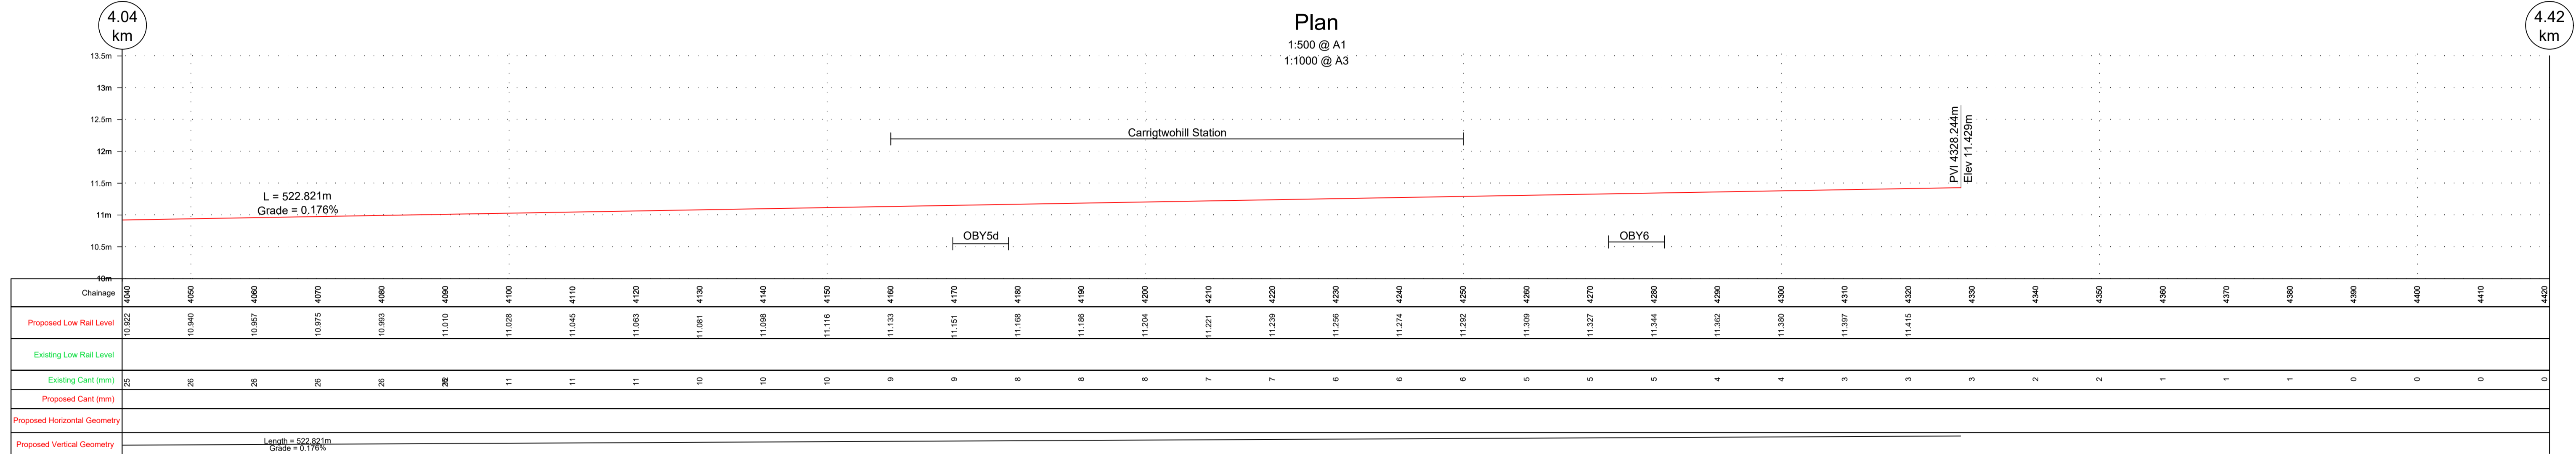 4.04
km
Plan
1:500 @ A1
1:1000 @ A3
4.42
km
13.5m
13m
12.5m
12m
11.5m
11m
10.5m
10m
Carrigtwohill Station
PVI 4328.244m
Elev 11.429m
L = 522.821m
Grade = 0.176%
OBY5d
OBY6
Chainage 4040 4050 4060 4070 4080 4090 4100 4110 4120 4130 4140 4150 4160 4170 4180 4190 4200 4210 4220 4230 4240 4250 4260 4270 4280 4290 4300 4310 4320 4330 4340 4350 4360 4370 4380 4390 4400 4410 4420
Proposed Low Rail Level 10.922 10.940 10.957 10.975 10.993 11.010 11.028 11.045 11.063 11.081 11.098 11.116 11.133 11.151 11.168 11.186 11.204 11.221 11.239 11.256 11.274 11.292 11.309 11.327 11.344 11.362 11.380 11.397 11.415
Existing Low Rail Level
Existing Cant (mm) 25 26 26 26 26 11 11 11 10 10 10 9 9 8 8 8 7 7 6 6 6 5 5 5 4 4 3 3 3 2 2 1 1 1 0 0 0 0
Proposed Cant (mm)
Proposed Horizontal Geometry
Proposed Vertical Geometry
Length = 522.821m
Grade = 0.176%